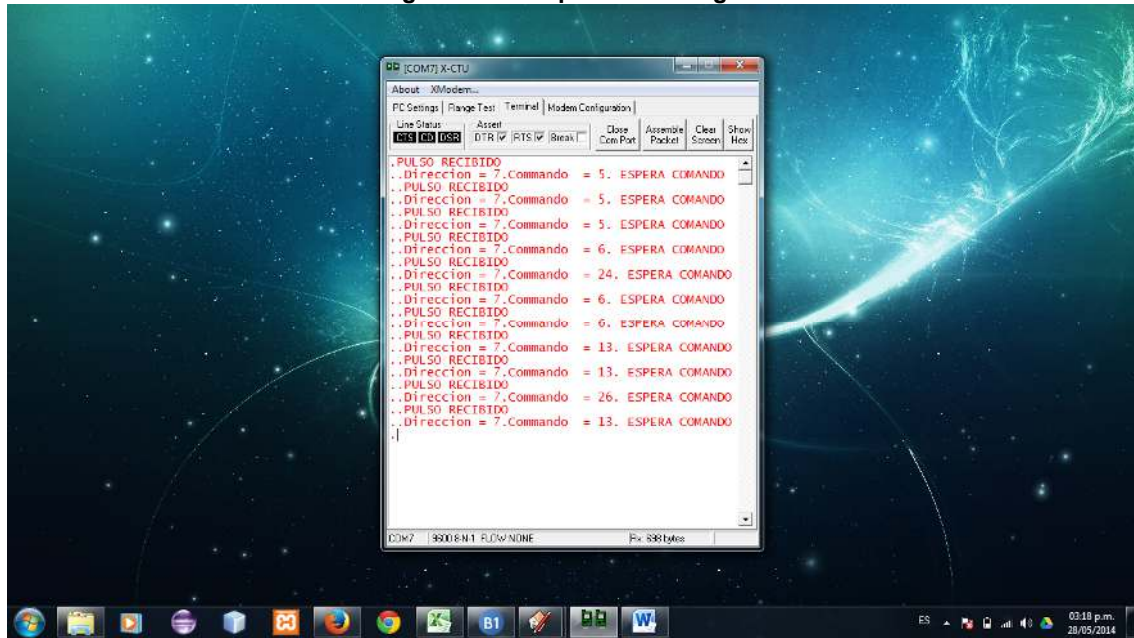 [COM7] X-CTU
About XModem...
PC Settings Range Test Terminal Modem Configuration
Line Status
CTS CD DSR
Assert
DTR RTS Break
Close
Com Port
Assemble
Packet
Clear
Screen
Show
Hex
.PULSO RECIBIDO
..Direccion = 7.Commando = 5. ESPERA COMANDO
..PULSO RECIBIDO
..Direccion = 7.Commando = 5. ESPERA COMANDO
..PULSO RECIBIDO
..Direccion = 7.Commando = 5. ESPERA COMANDO
..PULSO RECIBIDO
..Direccion = 7.Commando = 6. ESPERA COMANDO
..PULSO RECIBIDO
..Direccion = 7.Commando = 24. ESPERA COMANDO
..PULSO RECIBIDO
..Direccion = 7.Commando = 6. ESPERA COMANDO
..PULSO RECIBIDO
..Direccion = 7.Commando = 6. ESPERA COMANDO
..PULSO RECIBIDO
..Direccion = 7.Commando = 13. ESPERA COMANDO
..PULSO RECIBIDO
..Direccion = 7.Commando = 13. ESPERA COMANDO
..PULSO RECIBIDO
..Direccion = 7.Commando = 26. ESPERA COMANDO
..PULSO RECIBIDO
..Direccion = 7.Commando = 13. ESPERA COMANDO
.
COM7 9600 8-N-1 FLOW:NONE Rx: 698 bytes
B1
W
ES
03:18 p.m.
28/05/2014